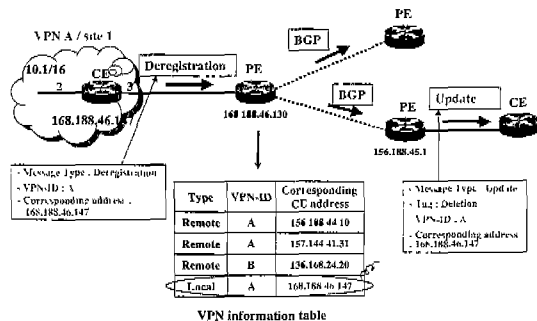 VPN A / site 1
10.1/16
CE
2
3
168.188.46.147
Deregistration
PE
168.188.46.130
BGP
PE
BGP
PE
156.188.45.1
Update
CE
- Message Type : Deregistration
- VPN-ID : A
- Corresponding address :
168.188.46.147
- Message Type : Update
- Tag : Deletion
VPN-ID : A
- Corresponding address :
168.188.46.147
Type VPN-ID Corresponding CE address
Remote A 156.188.44.10
Remote A 157.144.41.31
Remote B 136.168.24.20
Local A 168.188.46.147
VPN information table